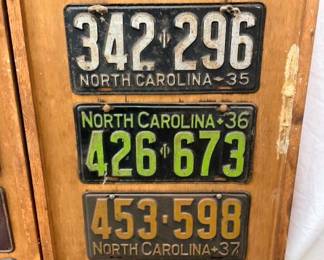 342-296
NORTH CAROLINA-35
NORTH CAROLINA-36
426-673
453-598
NORTH CAROLINA-37